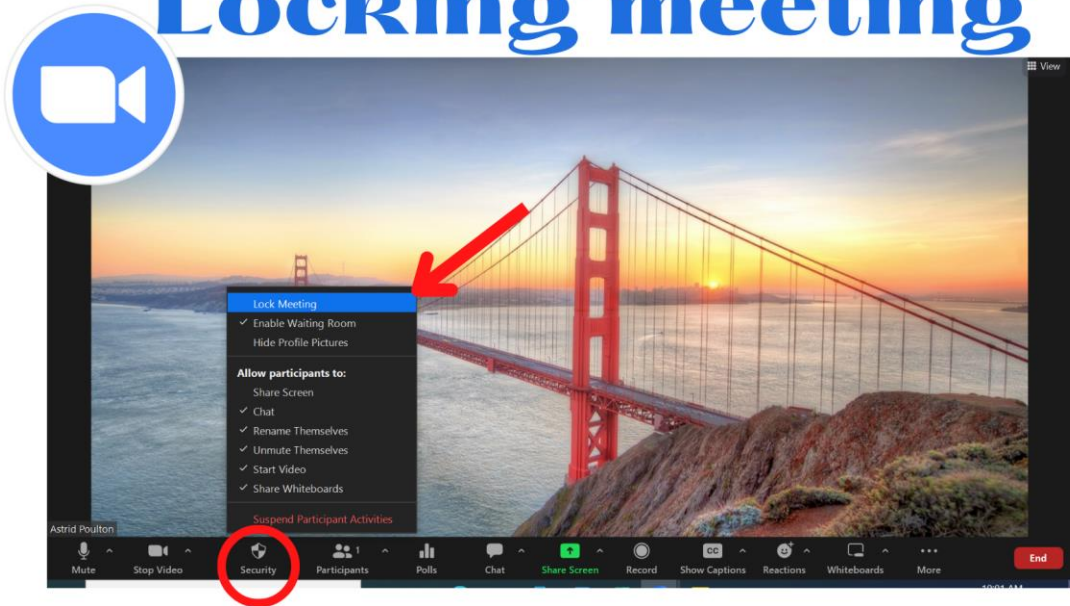 Locking meeting
View
Lock Meeting
✓ Enable Waiting Room
Hide Profile Pictures
Allow participants to:
Share Screen
✓ Chat
✓ Rename Themselves
✓ Unmute Themselves
✓ Start Video
✓ Share Whiteboards
Suspend Participant Activities
Astrid Poulton
1
CC
Mute Stop Video Security Participants Polls Chat Share Screen Record Show Captions Reactions Whiteboards More End